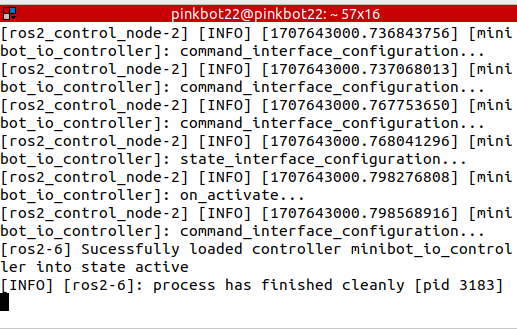 pinkbot22@pinkbot22: ~ 57x16
[ros2_control_node-2] [INFO] [1707643000.736843756] [mini
bot_io_controller]: command_interface_configuration...
[ros2_control_node-2] [INFO] [1707643000.737068013] [mini
bot_io_controller]: command_interface_configuration...
[ros2_control_node-2] [INFO] [1707643000.767753650] [mini
bot_io_controller]: command_interface_configuration...
[ros2_control_node-2] [INFO] [1707643000.768041296] [mini
bot_io_controller]: state_interface_configuration...
[ros2_control_node-2] [INFO] [1707643000.798276808] [mini
bot_io_controller]: on_activate...
[ros2_control_node-2] [INFO] [1707643000.798568916] [mini
bot_io_controller]: command_interface_configuration...
[ros2-6] Sucessfully loaded controller minibot_io_control
ler into state active
[INFO] [ros2-6]: process has finished cleanly [pid 3183]